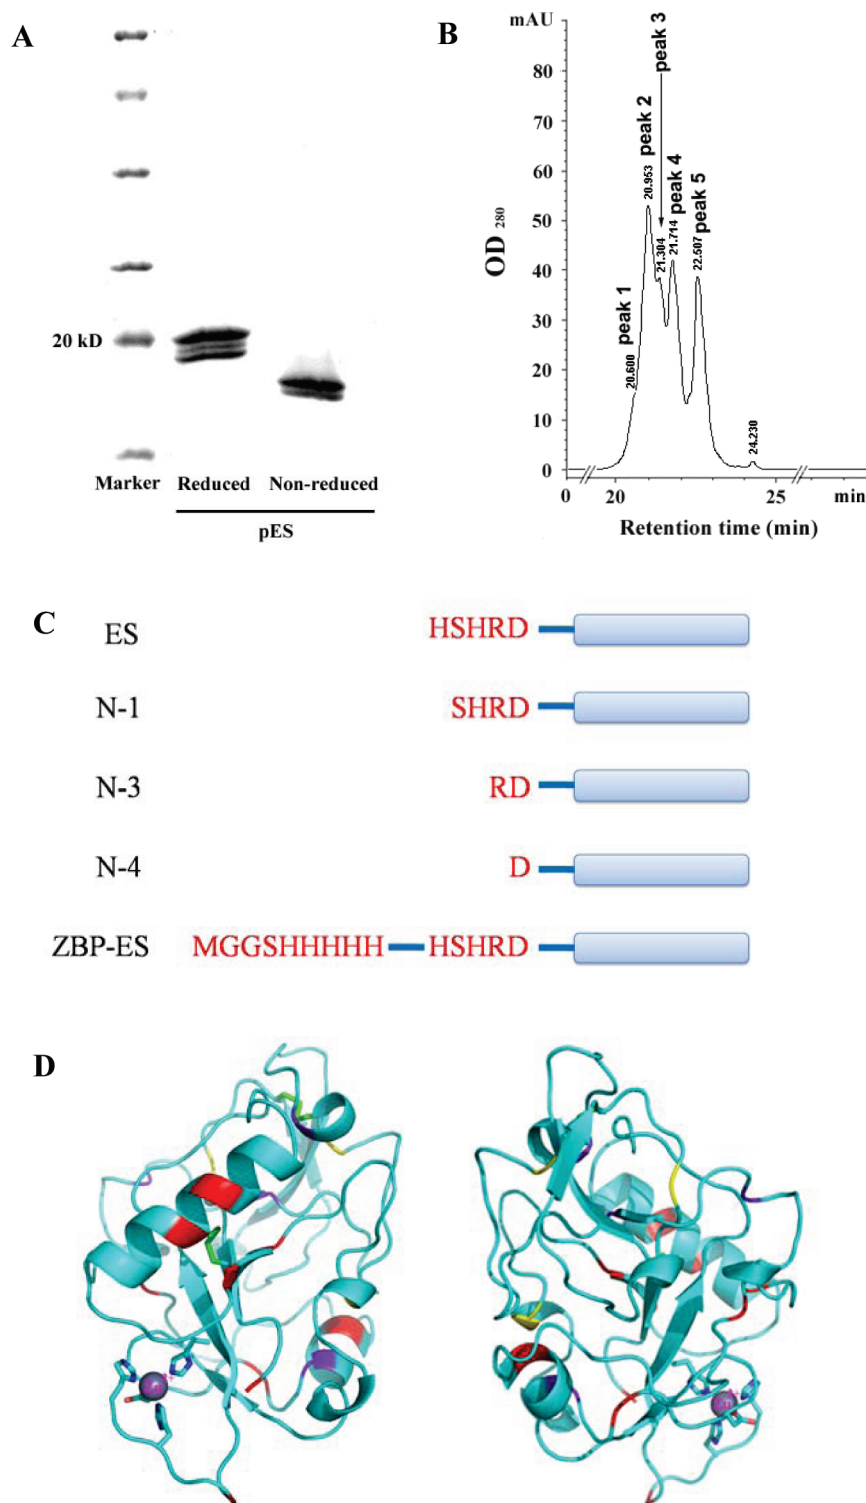 A
20 kD
Marker Reduced Non-reduced
pES
B
mAU
90
80
70
60
50
40
30
20
10
0
OD 280
peak 1
20.600
peak 2
20.953
peak 3
21.304
peak 4
21.714
peak 5
22.507
24.230
0 20 25 min
Retention time (min)
C
ES HSHRD
N-1 SHRD
N-3 RD
N-4 D
ZBP-ES MGGSHHHHH HSHRD
D